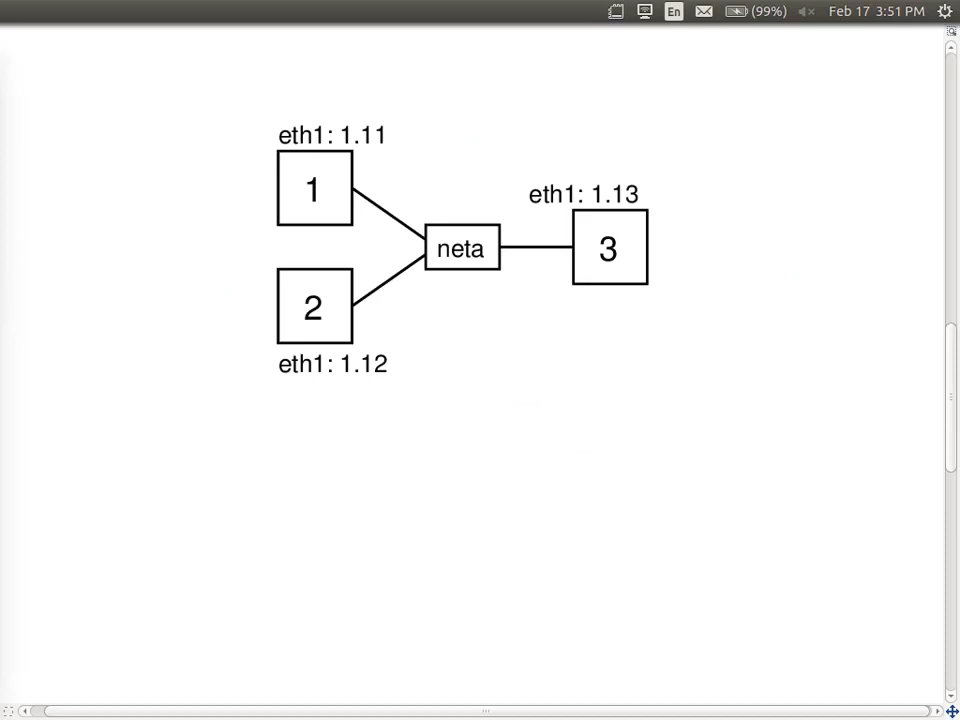 En (99%) Feb 17 3:51 PM
eth1: 1.11
1
eth1: 1.13
neta
3
2
eth1: 1.12